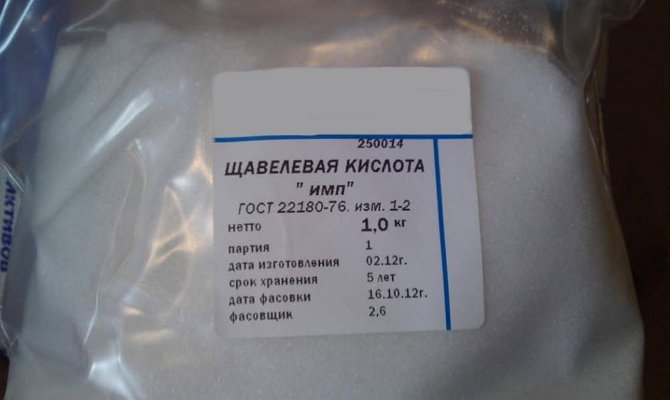 250014
ЩАВЕЛЕВАЯ КИСЛОТА
" имп"
ГОСТ 22180-76. изм. 1-2
нетто 1,0 кг
партия 1
дата изготовления 02.12г.
срок хранения 5 лет
дата фасовки 16.10.12г.
фасовщик 2,6
АКТИВОВ